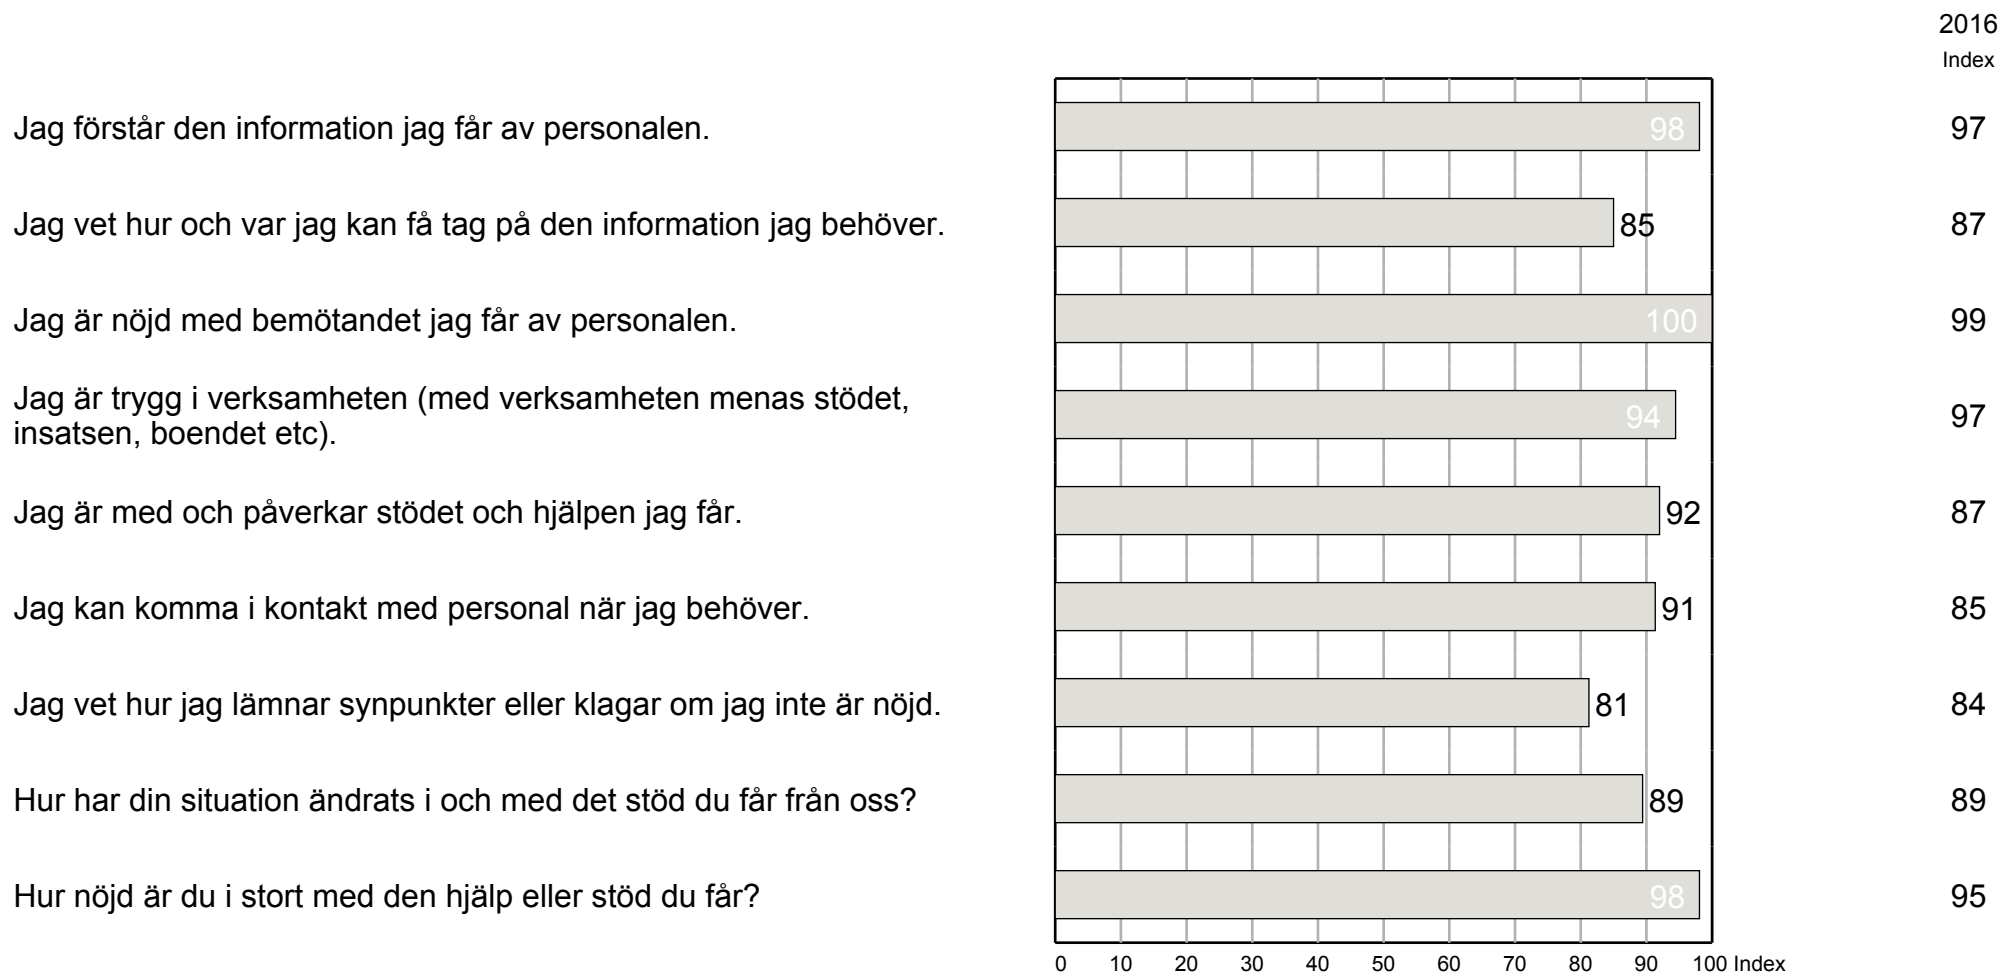 2016
Index
Jag förstår den information jag får av personalen. 98 97
Jag vet hur och var jag kan få tag på den information jag behöver. 85 87
Jag är nöjd med bemötandet jag får av personalen. 100 99
Jag är trygg i verksamheten (med verksamheten menas stödet,
insatsen, boendet etc). 94 97
Jag är med och påverkar stödet och hjälpen jag får. 92 87
Jag kan komma i kontakt med personal när jag behöver. 91 85
Jag vet hur jag lämnar synpunkter eller klagar om jag inte är nöjd. 81 84
Hur har din situation ändrats i och med det stöd du får från oss? 89 89
Hur nöjd är du i stort med den hjälp eller stöd du får? 98 95
0 10 20 30 40 50 60 70 80 90 100 Index